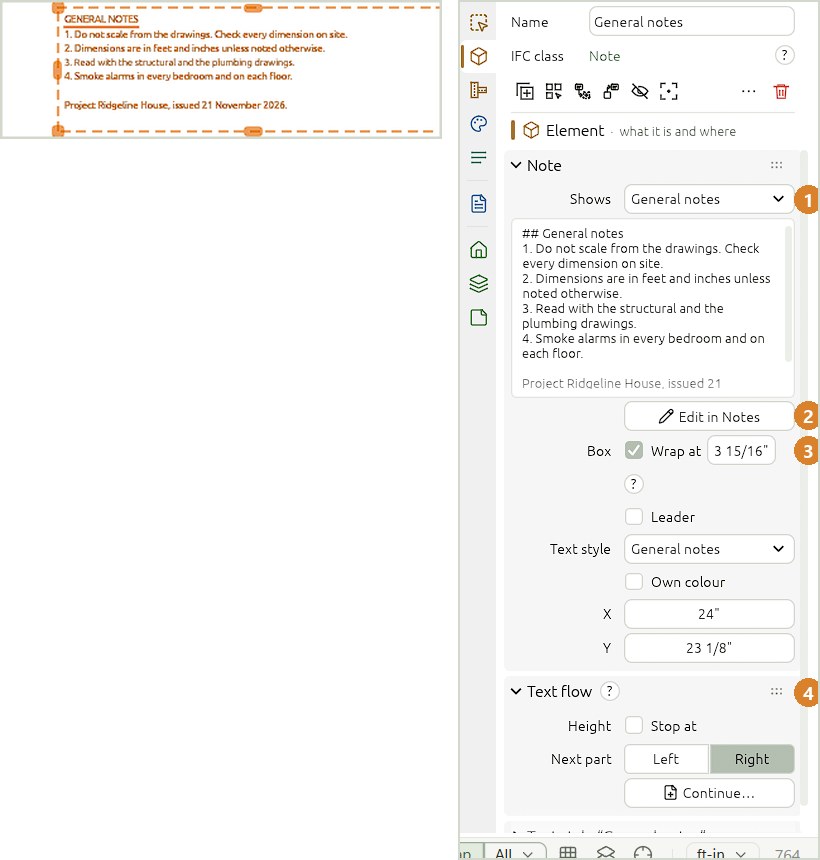 GENERAL NOTES
1. Do not scale from the drawings. Check every dimension on site.
2. Dimensions are in feet and inches unless noted otherwise.
3. Read with the structural and the plumbing drawings.
4. Smoke alarms in every bedroom and on each floor.
Project Ridgeline House, issued 21 November 2026.
Name General notes
IFC class Note ?
Element · what it is and where
Note
Shows General notes 1
## General notes
1. Do not scale from the drawings. Check
every dimension on site.
2. Dimensions are in feet and inches unless
noted otherwise.
3. Read with the structural and the
plumbing drawings.
4. Smoke alarms in every bedroom and on
each floor.
Project Ridgeline House, issued 21
Edit in Notes 2
Box Wrap at 3 15/16" 3
?
Leader
Text style General notes
Own colour
X 24"
Y 23 1/8"
Text flow ? 4
Height Stop at
Next part Left Right
Continue...
All ft-in 764